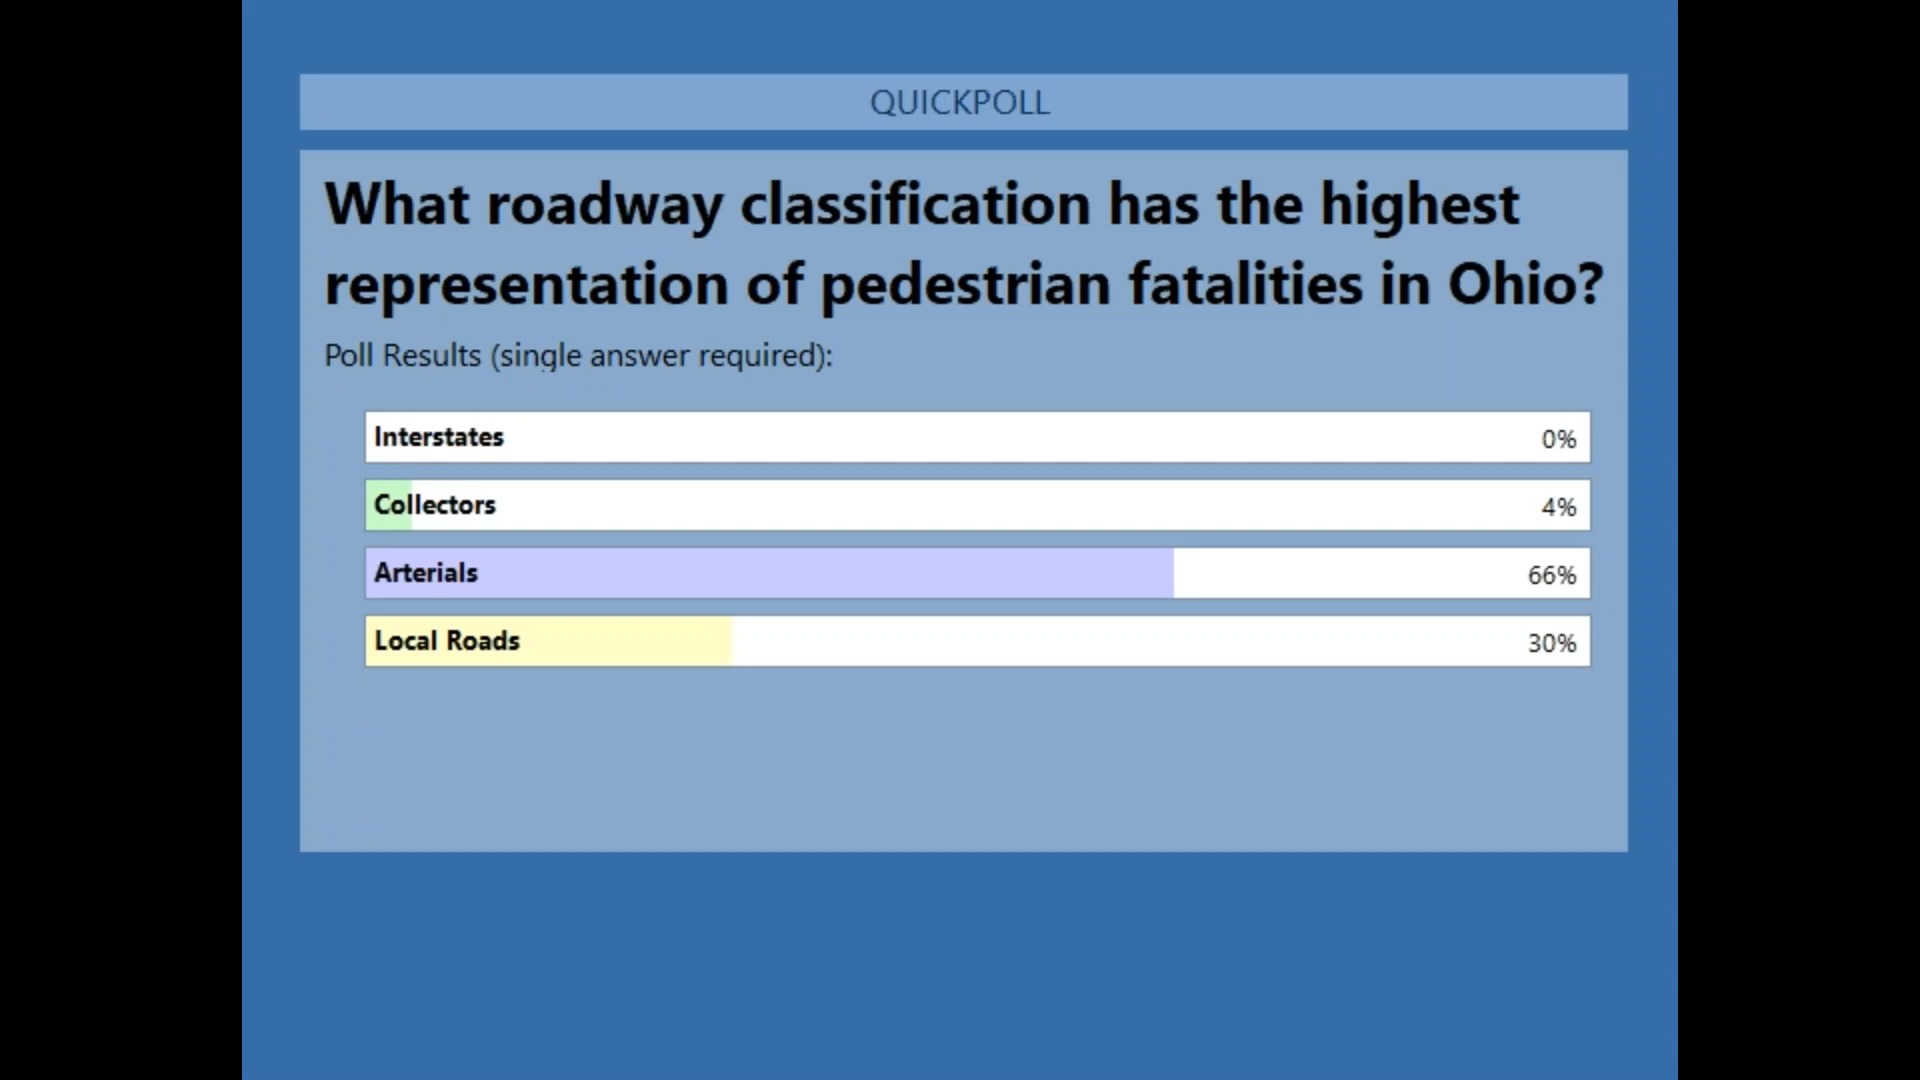 QUICKPOLL
What roadway classification has the highest
representation of pedestrian fatalities in Ohio?
Poll Results (single answer required):
Interstates 0%
Collectors 4%
Arterials 66%
Local Roads 30%